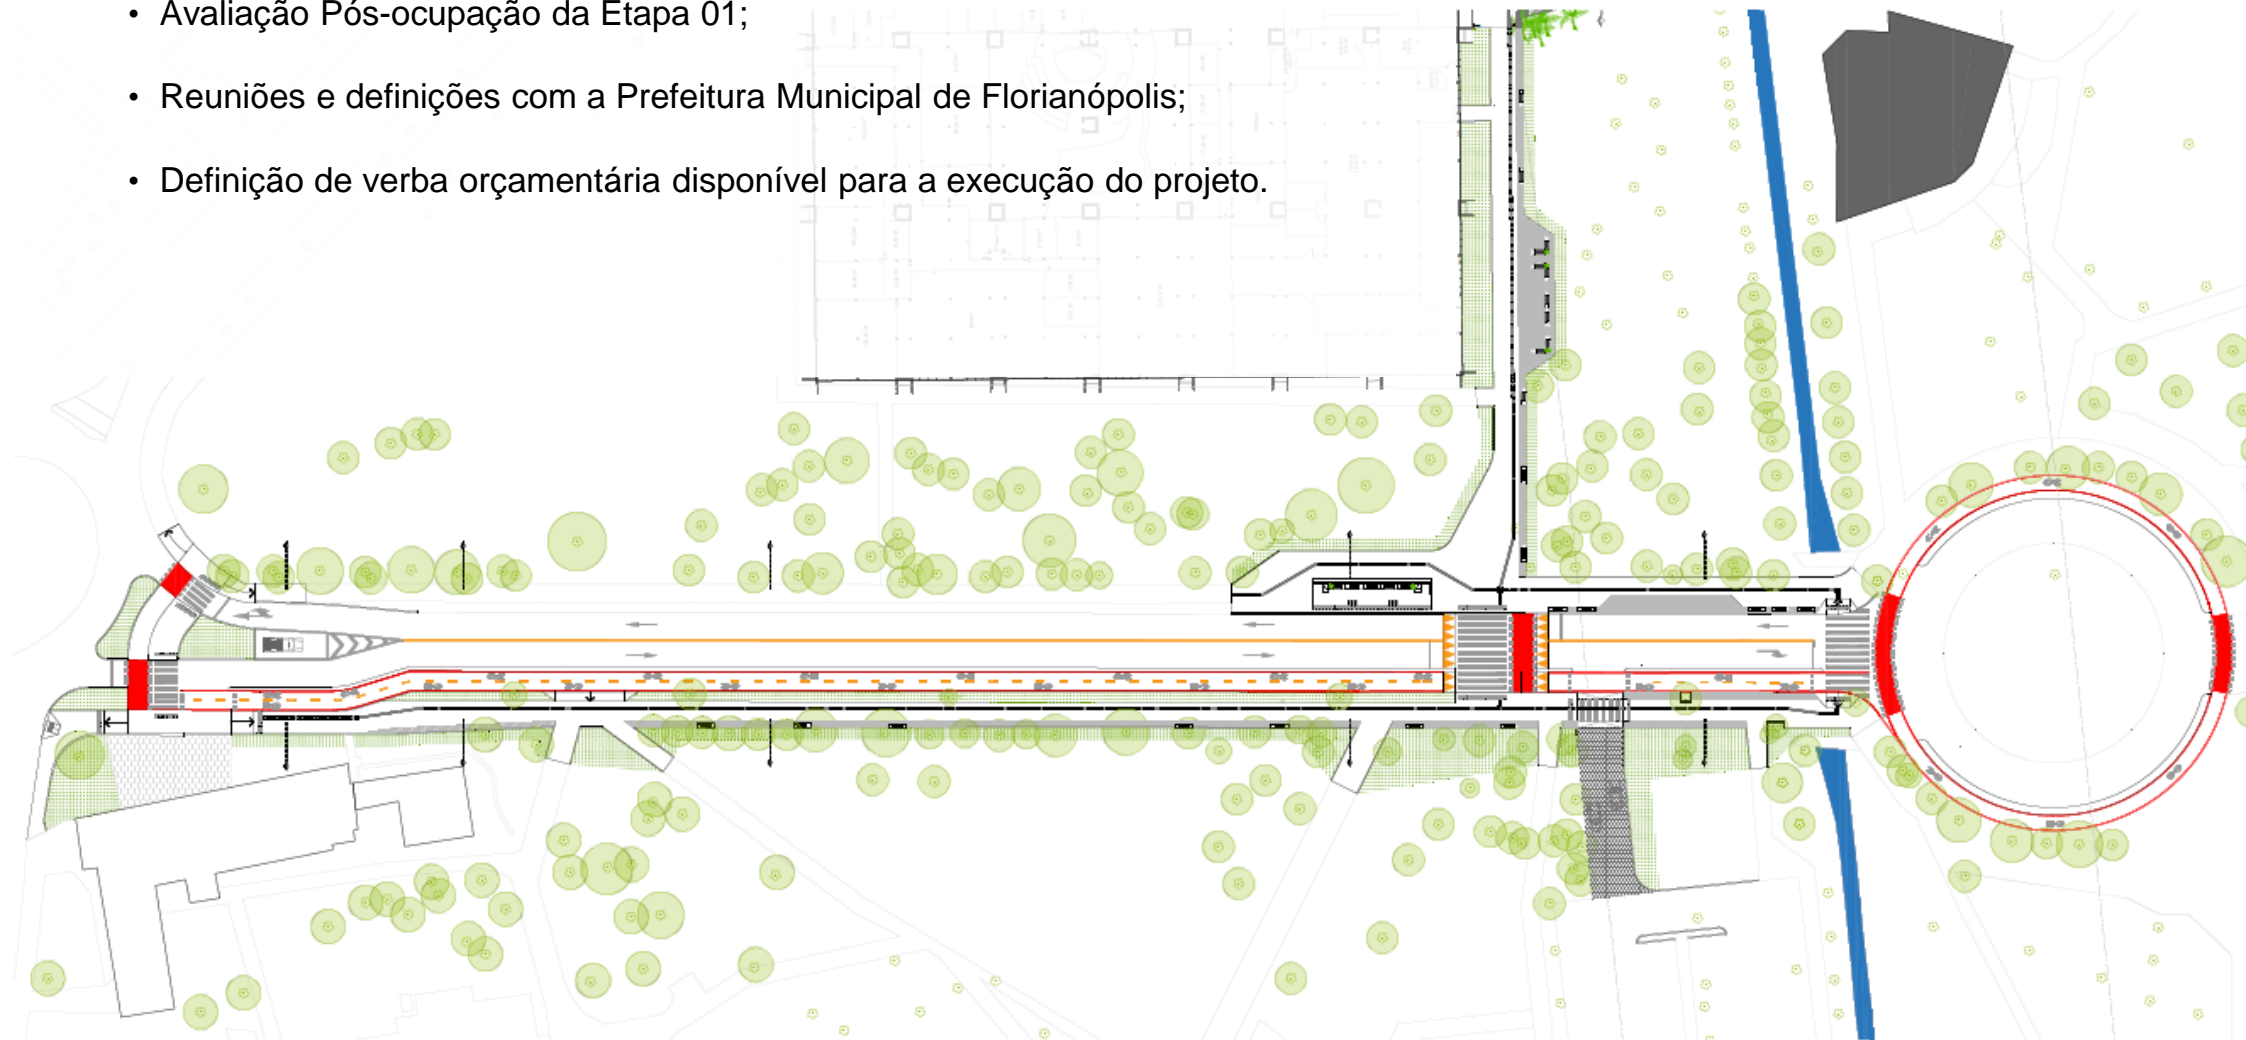 • Avaliação Pós-ocupação da Etapa 01;
• Reuniões e definições com a Prefeitura Municipal de Florianópolis;
• Definição de verba orçamentária disponível para a execução do projeto.